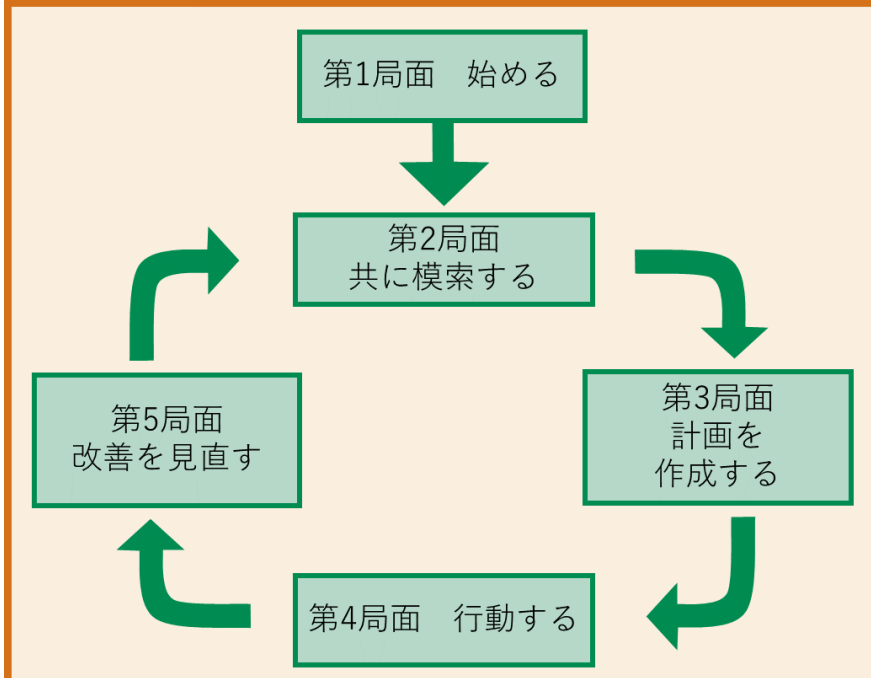 第1局面　始める
第2局面
共に模索する
第3局面
計画を
作成する
第4局面　行動する
第5局面
改善を見直す